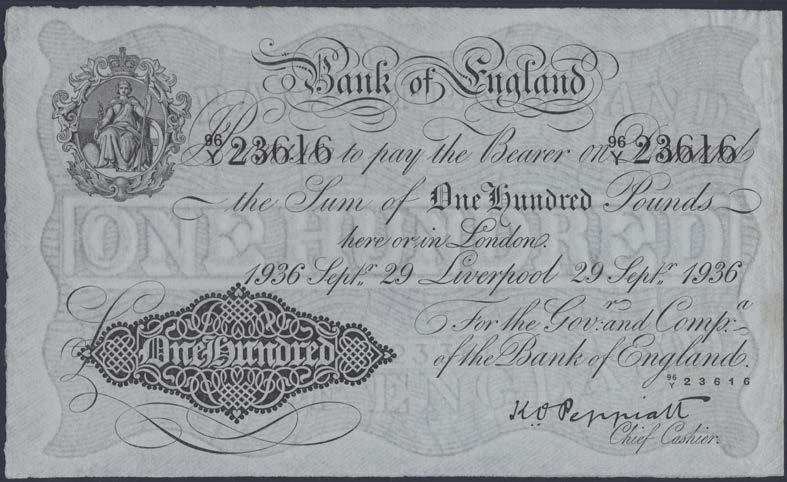 Bank of England
96/Y 23616 to pay the Bearer on 96/Y 23616
the Sum of One Hundred Pounds
here or in London.
1936 Septr. 29 Liverpool 29 Septr. 1936
For the Govr. and Compa.
of the Bank of England.
96/Y 23616
£ One Hundred
K O Peppiatt
Chief Cashier.
ONE HUNDRED